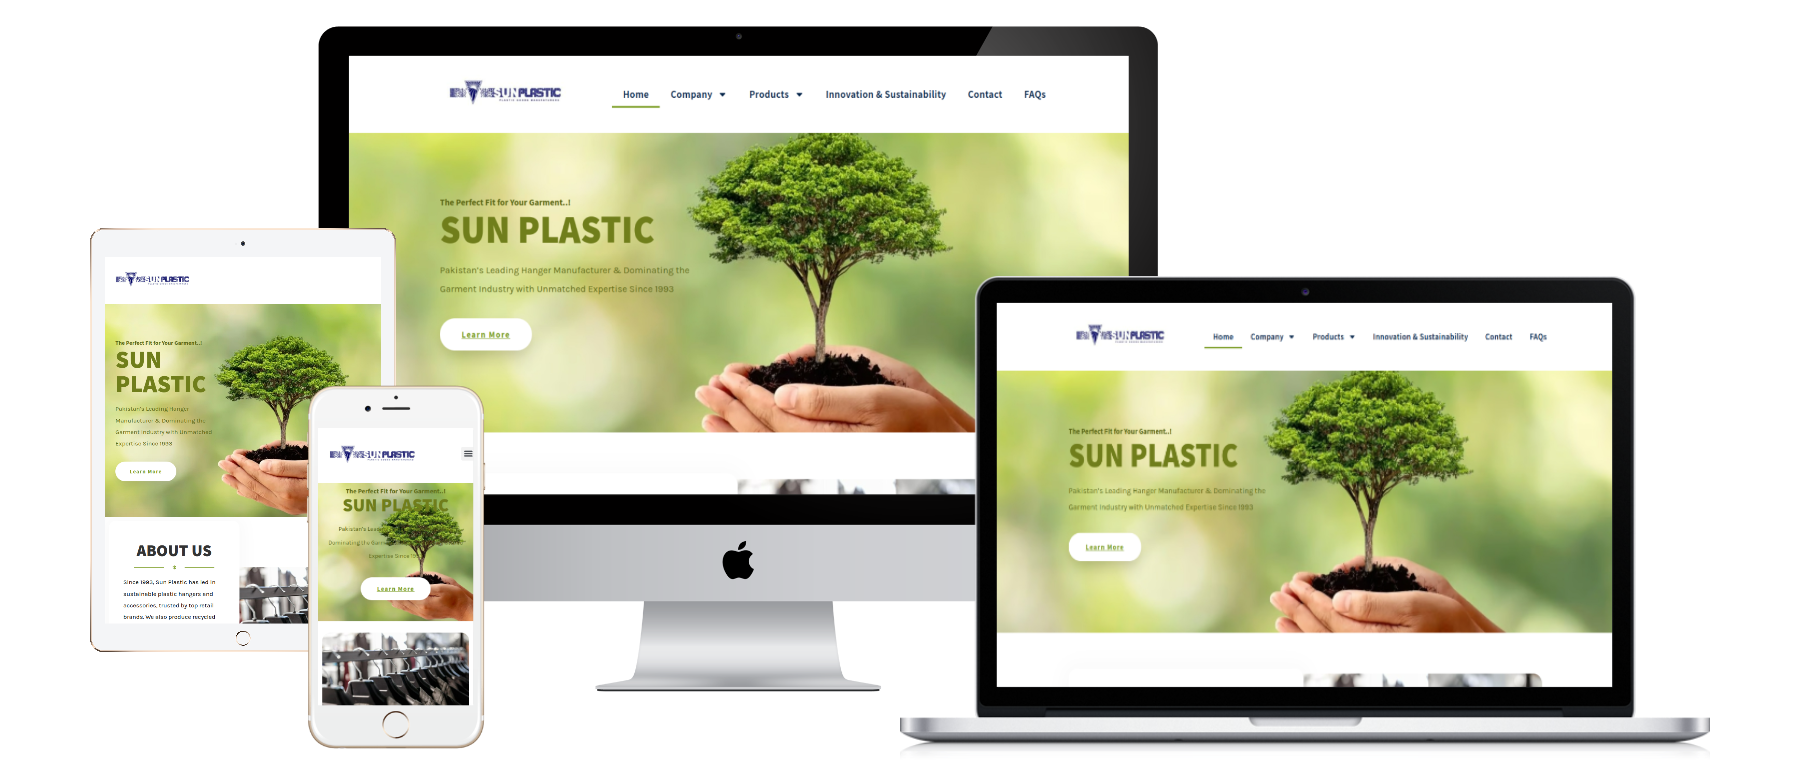 SUN PLASTIC
Home Company Products Innovation & Sustainability Contact FAQs
The Perfect Fit for Your Garment..!
SUN PLASTIC
Pakistan's Leading Hanger Manufacturer & Dominating the
Garment Industry with Unmatched Expertise Since 1993
Learn More
SUN PLASTIC
The Perfect Fit for Your Garment..!
SUN
PLASTIC
Pakistan's Leading Hanger
Manufacturer & Dominating the
Garment Industry with Unmatched
Expertise Since 1993
Learn More
ABOUT US
Since 1993, Sun Plastic has led in
sustainable plastic hangers and
accessories, trusted by top retail
brands. We also produce recycled
SUN PLASTIC
The Perfect Fit for Your Garment..!
SUN PLASTIC
Pakistan's
Dominating the
Expertise Since
Learn More
SUN PLASTIC
Home Company Products Innovation & Sustainability Contact FAQs
The Perfect Fit for Your Garment..!
SUN PLASTIC
Pakistan's Leading Hanger Manufacturer & Dominating the
Garment Industry with Unmatched Expertise Since 1993
Learn More